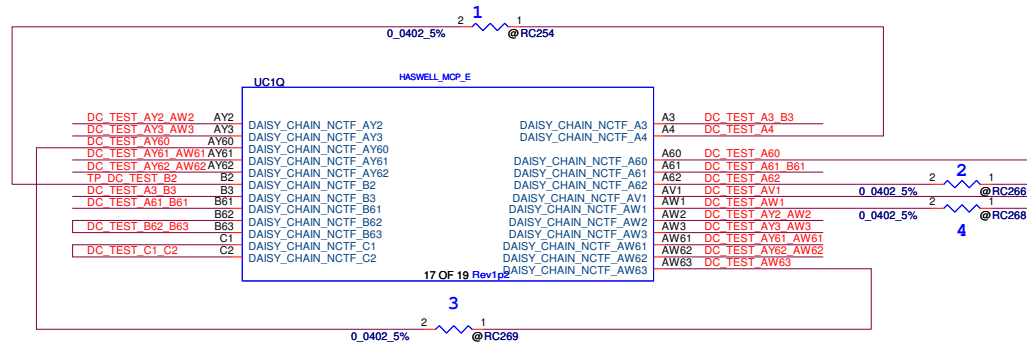 1
2 1
0_0402_5% @RC254
UC1Q HASWELL_MCP_E
DC_TEST_AY2_AW2 AY2 DAISY_CHAIN_NCTF_AY2
DC_TEST_AY3_AW3 AY3 DAISY_CHAIN_NCTF_AY3
DC_TEST_AY60 AY60 DAISY_CHAIN_NCTF_AY60
DC_TEST_AY61_AW61 AY61 DAISY_CHAIN_NCTF_AY61
DC_TEST_AY62_AW62 AY62 DAISY_CHAIN_NCTF_AY62
TP_DC_TEST_B2 B2 DAISY_CHAIN_NCTF_B2
DC_TEST_A3_B3 B3 DAISY_CHAIN_NCTF_B3
DC_TEST_A61_B61 B61 DAISY_CHAIN_NCTF_B61
B62 DAISY_CHAIN_NCTF_B62
DC_TEST_B62_B63 B63 DAISY_CHAIN_NCTF_B63
C1 DAISY_CHAIN_NCTF_C1
DC_TEST_C1_C2 C2 DAISY_CHAIN_NCTF_C2
DAISY_CHAIN_NCTF_A3 A3 DC_TEST_A3_B3
DAISY_CHAIN_NCTF_A4 A4 DC_TEST_A4
DAISY_CHAIN_NCTF_A60 A60 DC_TEST_A60
DAISY_CHAIN_NCTF_A61 A61 DC_TEST_A61_B61
DAISY_CHAIN_NCTF_A62 A62 DC_TEST_A62
DAISY_CHAIN_NCTF_AV1 AV1 DC_TEST_AV1
DAISY_CHAIN_NCTF_AW1 AW1 DC_TEST_AW1
DAISY_CHAIN_NCTF_AW2 AW2 DC_TEST_AY2_AW2
DAISY_CHAIN_NCTF_AW3 AW3 DC_TEST_AY3_AW3
DAISY_CHAIN_NCTF_AW61 AW61 DC_TEST_AY61_AW61
DAISY_CHAIN_NCTF_AW62 AW62 DC_TEST_AY62_AW62
DAISY_CHAIN_NCTF_AW63 AW63 DC_TEST_AW63
17 OF 19 Rev1p2
2
2 1
0_0402_5% @RC266
2 1
0_0402_5% @RC268
4
3
2 1
0_0402_5% @RC269